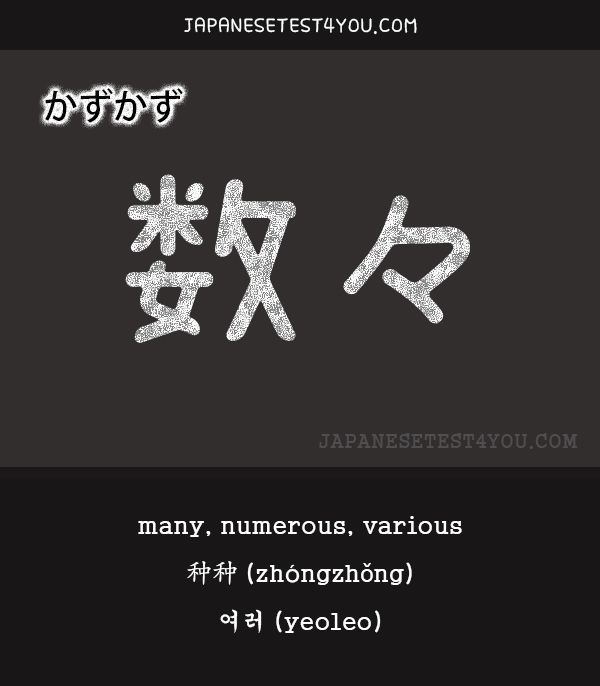 JAPANESETEST4YOU.COM
かずかず
数々
JAPANESETEST4YOU.COM
many, numerous, various
种种 (zhóngzhǒng)
여러 (yeoleo)